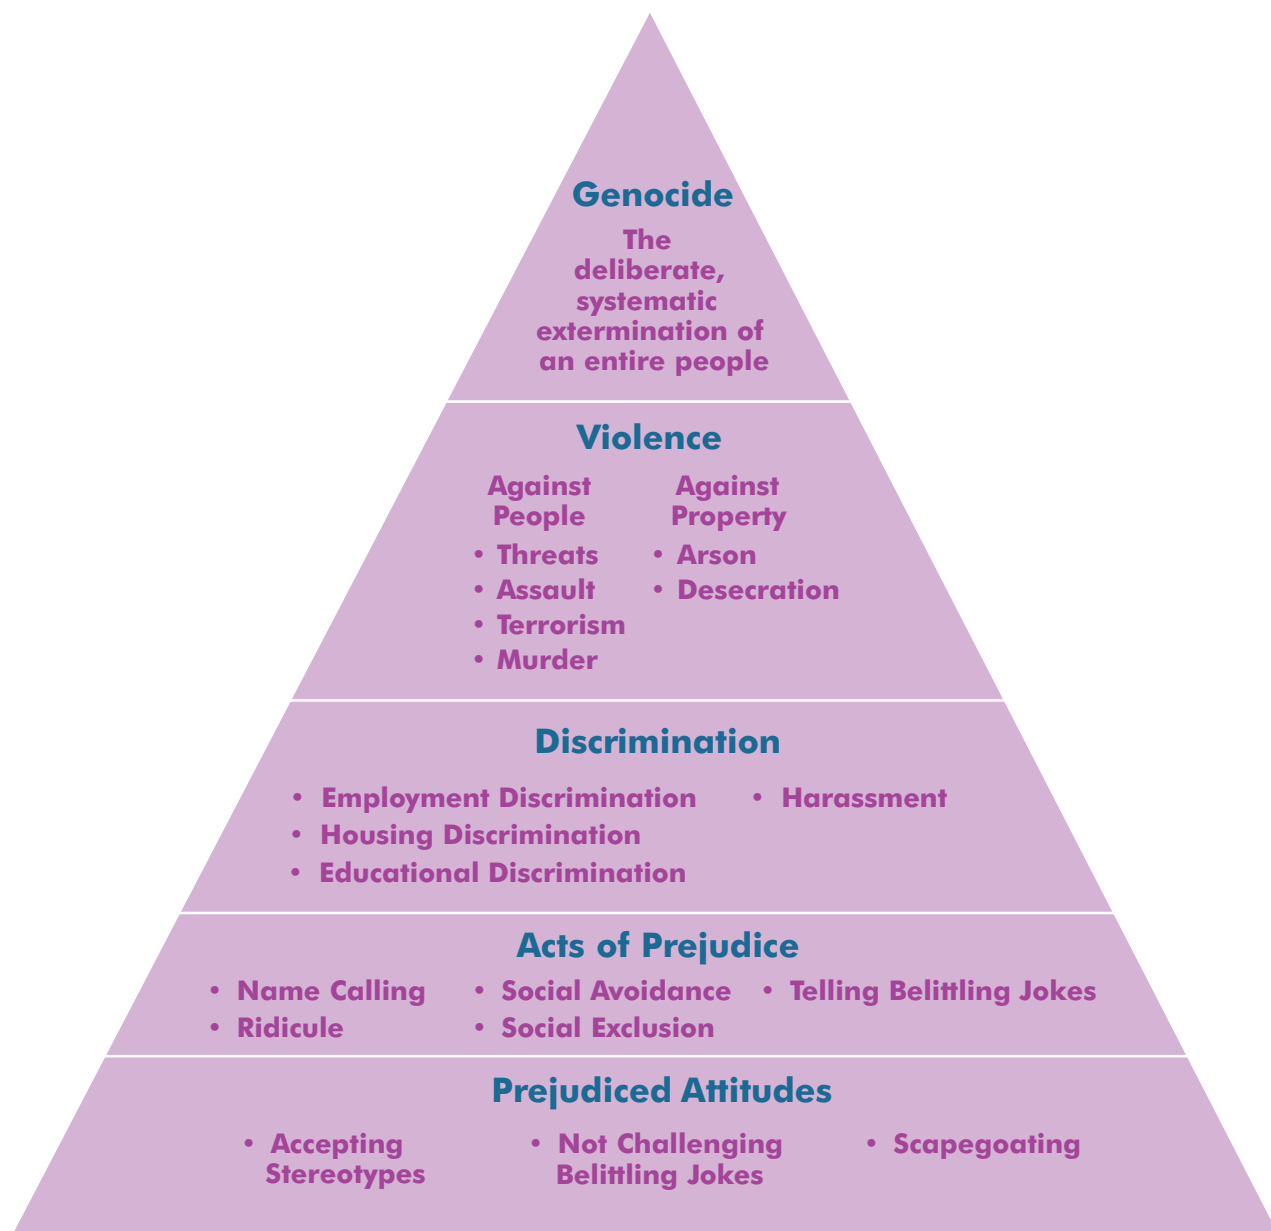 Genocide
The
deliberate,
systematic
extermination of
an entire people
Violence
Against
People
• Threats
• Assault
• Terrorism
• Murder
Against
Property
• Arson
• Desecration
Discrimination
• Employment Discrimination
• Housing Discrimination
• Educational Discrimination
• Harassment
Acts of Prejudice
• Name Calling
• Ridicule
• Social Avoidance
• Social Exclusion
• Telling Belittling Jokes
Prejudiced Attitudes
• Accepting
Stereotypes
• Not Challenging
Belittling Jokes
• Scapegoating